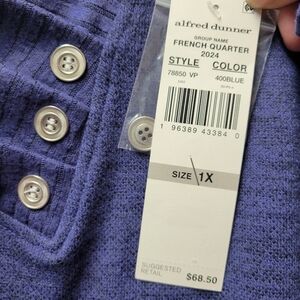 alfred dunner
GROUP NAME
FRENCH QUARTER
2024
STYLE COLOR
78850 VP 400BLUE
1 96389 43384 0
SIZE 1X
SUGGESTED
RETAIL $68.50